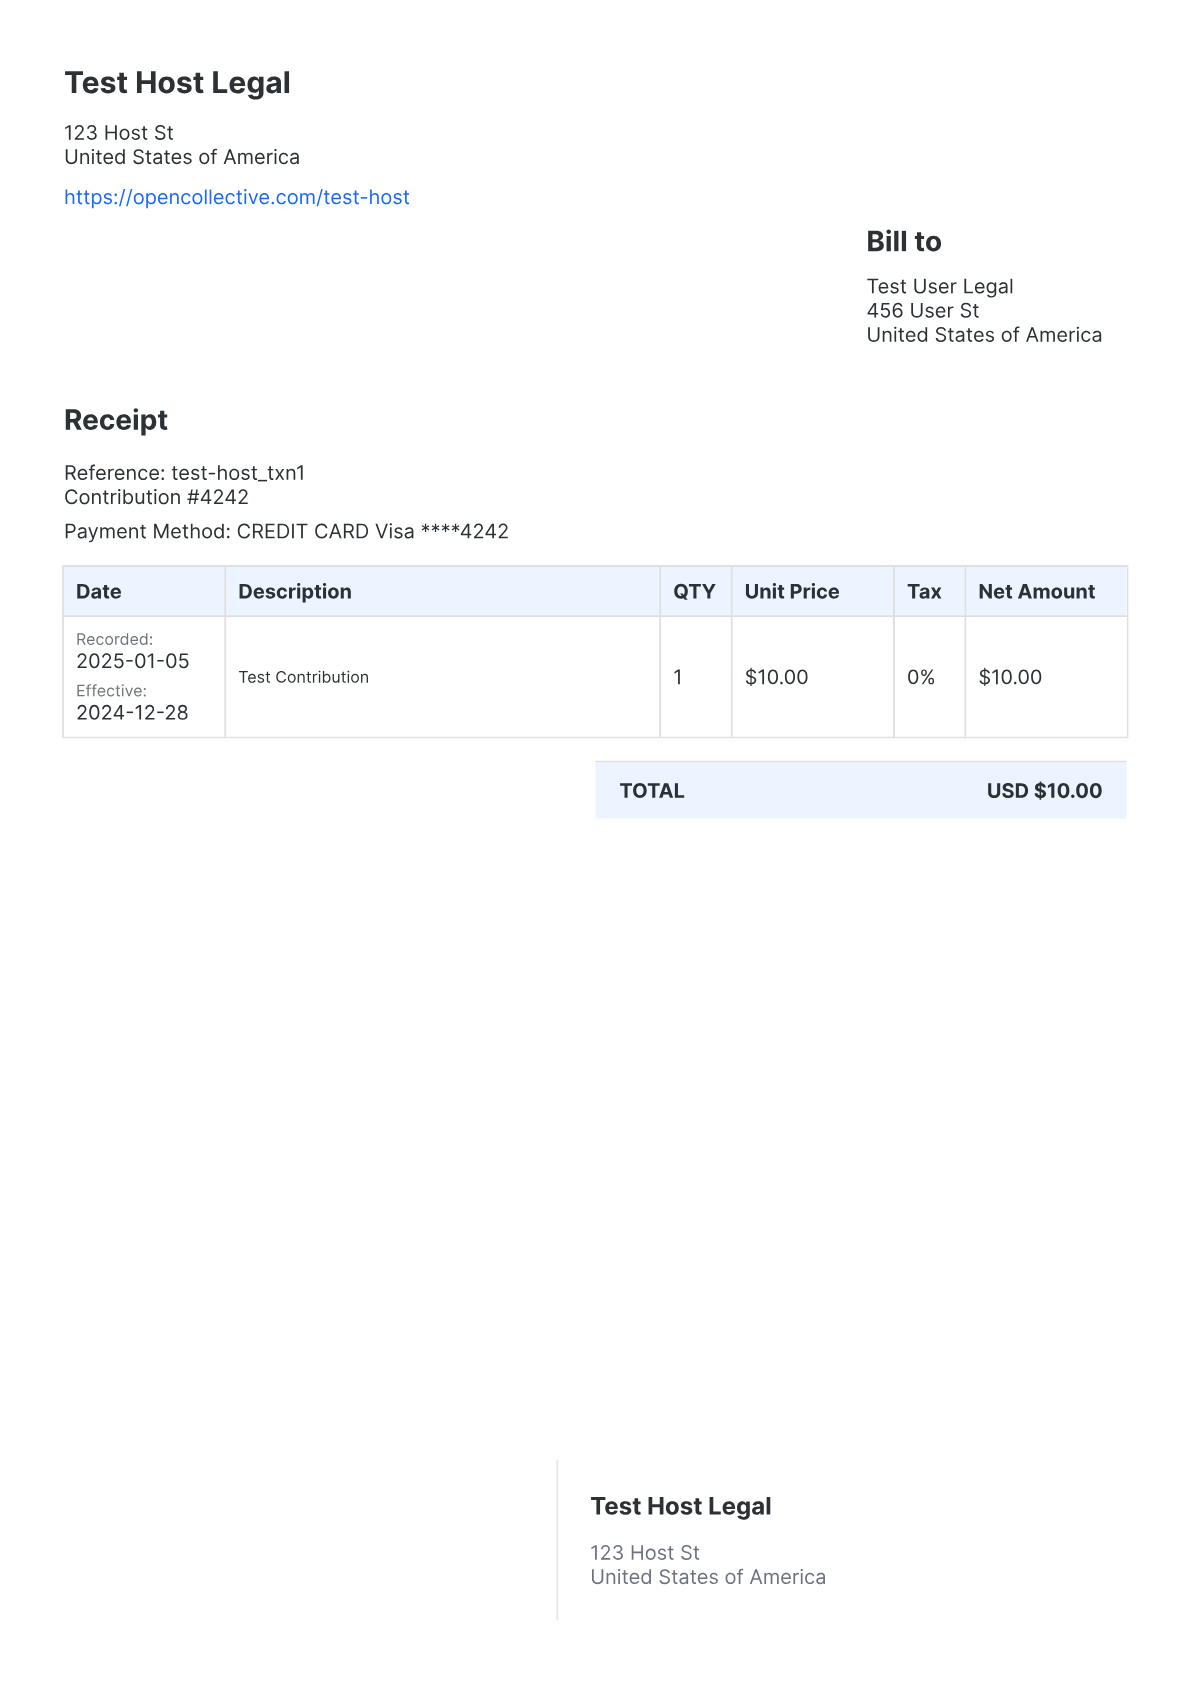 Test Host Legal
123 Host St
United States of America
https://opencollective.com/test-host
Bill to
Test User Legal
456 User St
United States of America
Receipt
Reference: test-host_txn1
Contribution #4242
Payment Method: CREDIT CARD Visa ****4242
Date Description QTY Unit Price Tax Net Amount
Recorded:
2025-01-05
Effective:
2024-12-28
Test Contribution 1 $10.00 0% $10.00
TOTAL USD $10.00
Test Host Legal
123 Host St
United States of America